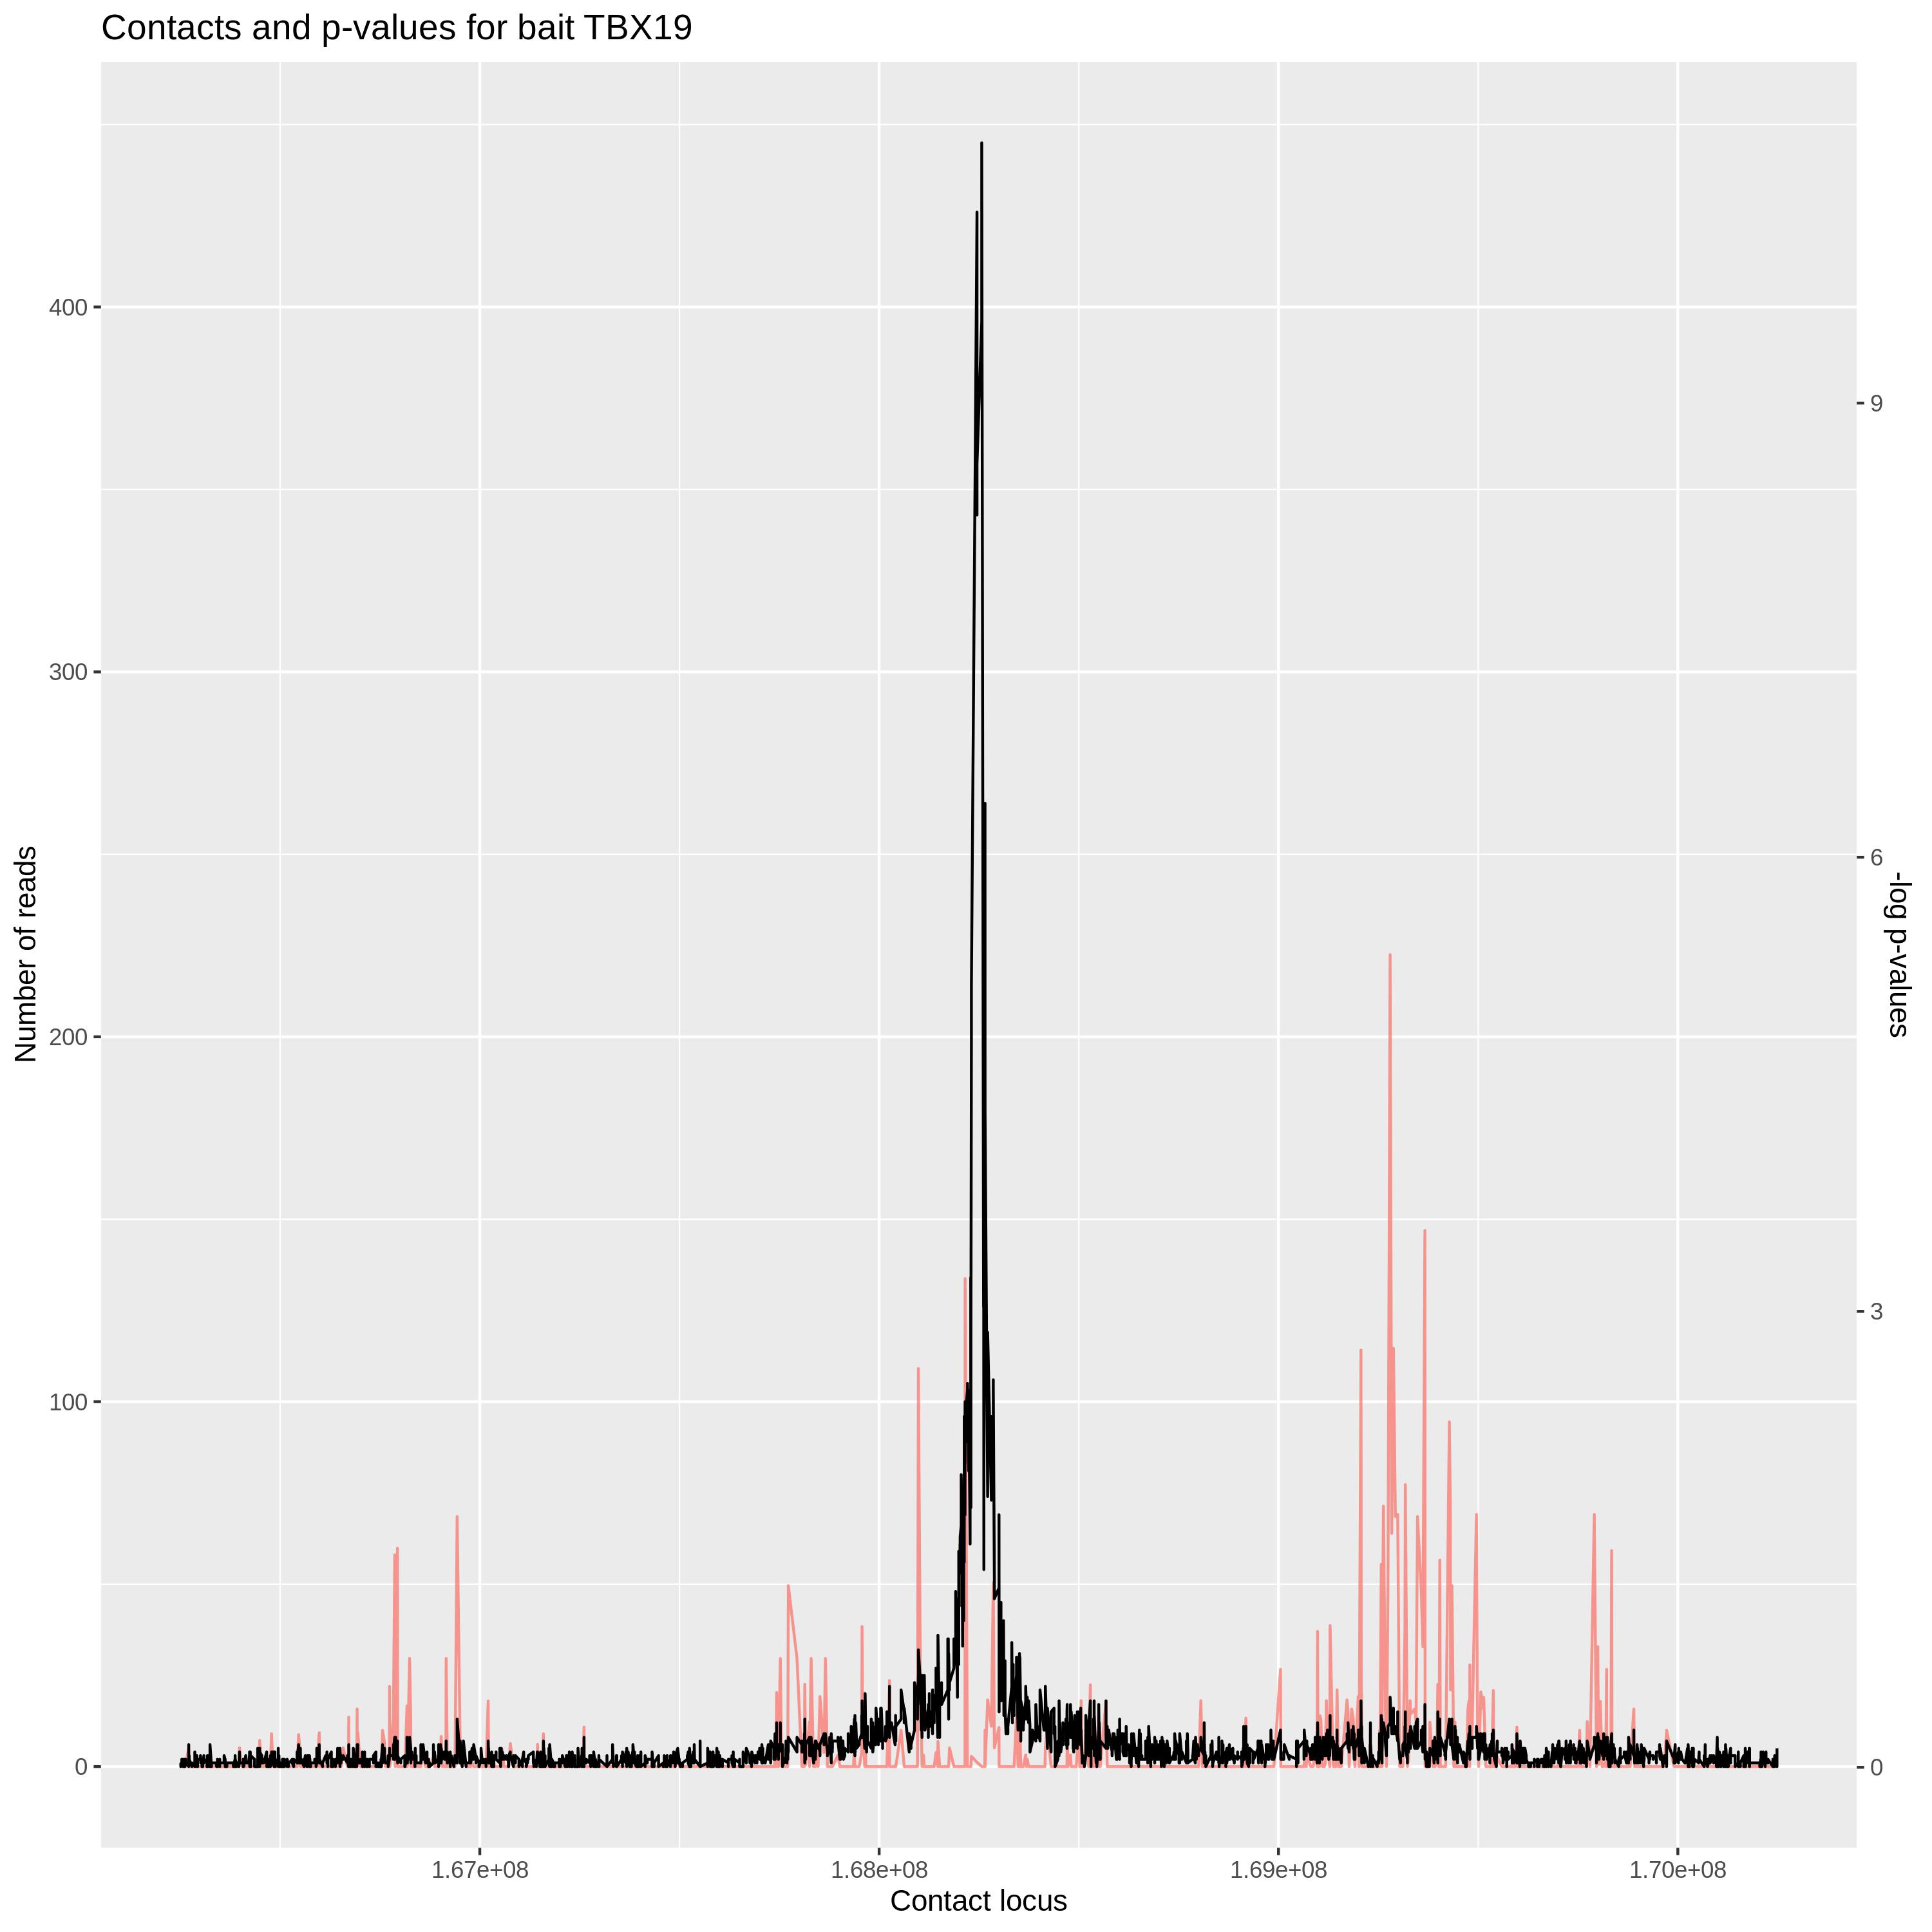 Contacts and p-values for bait TBX19
Number of reads
400
300
200
100
0
9
6
3
0
-log p-values
1.67e+08
1.68e+08
1.69e+08
1.70e+08
Contact locus